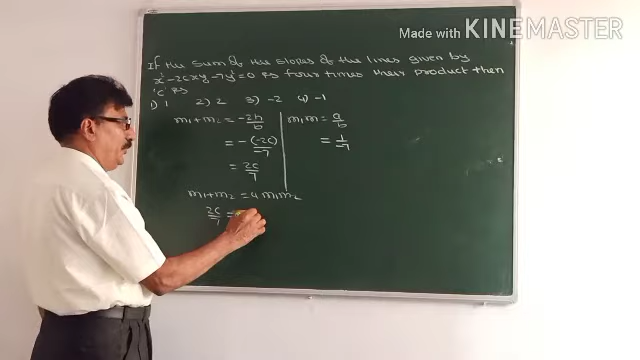 Made with KINEMASTER
If the sum of the slopes of the lines given by
x² - 2cxy - 7y² = 0 is four times their product then
'c' is
1) 1 2) 2 3) -2 4) -1
m₁+m₂ = -2h/b
= -(-2c)/-7
= 2c/7
m₁m = a/b
= 1/-7
m₁+m₂ = 4 m₁m₂
2c/7 =